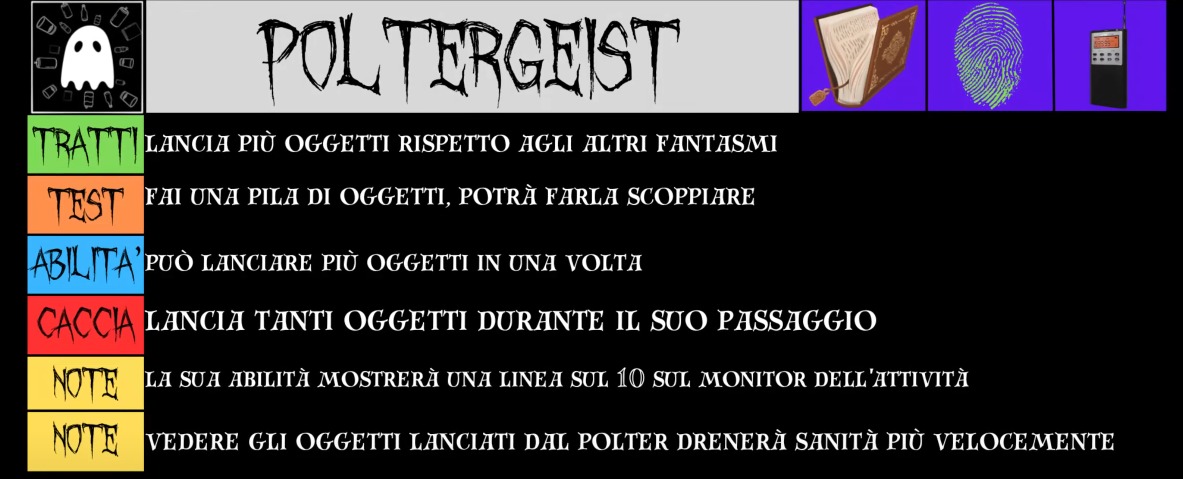 POLTERGEIST
TRATTI LANCIA PIÙ OGGETTI RISPETTO AGLI ALTRI FANTASMI
TEST FAI UNA PILA DI OGGETTI, POTRÀ FARLA SCOPPIARE
ABILITA' PUÒ LANCIARE PIÙ OGGETTI IN UNA VOLTA
CACCIA LANCIA TANTI OGGETTI DURANTE IL SUO PASSAGGIO
NOTE LA SUA ABILITÀ MOSTRERÀ UNA LINEA SUL 10 SUL MONITOR DELL'ATTIVITÀ
NOTE VEDERE GLI OGGETTI LANCIATI DAL POLTER DRENERÀ SANITÀ PIÙ VELOCEMENTE